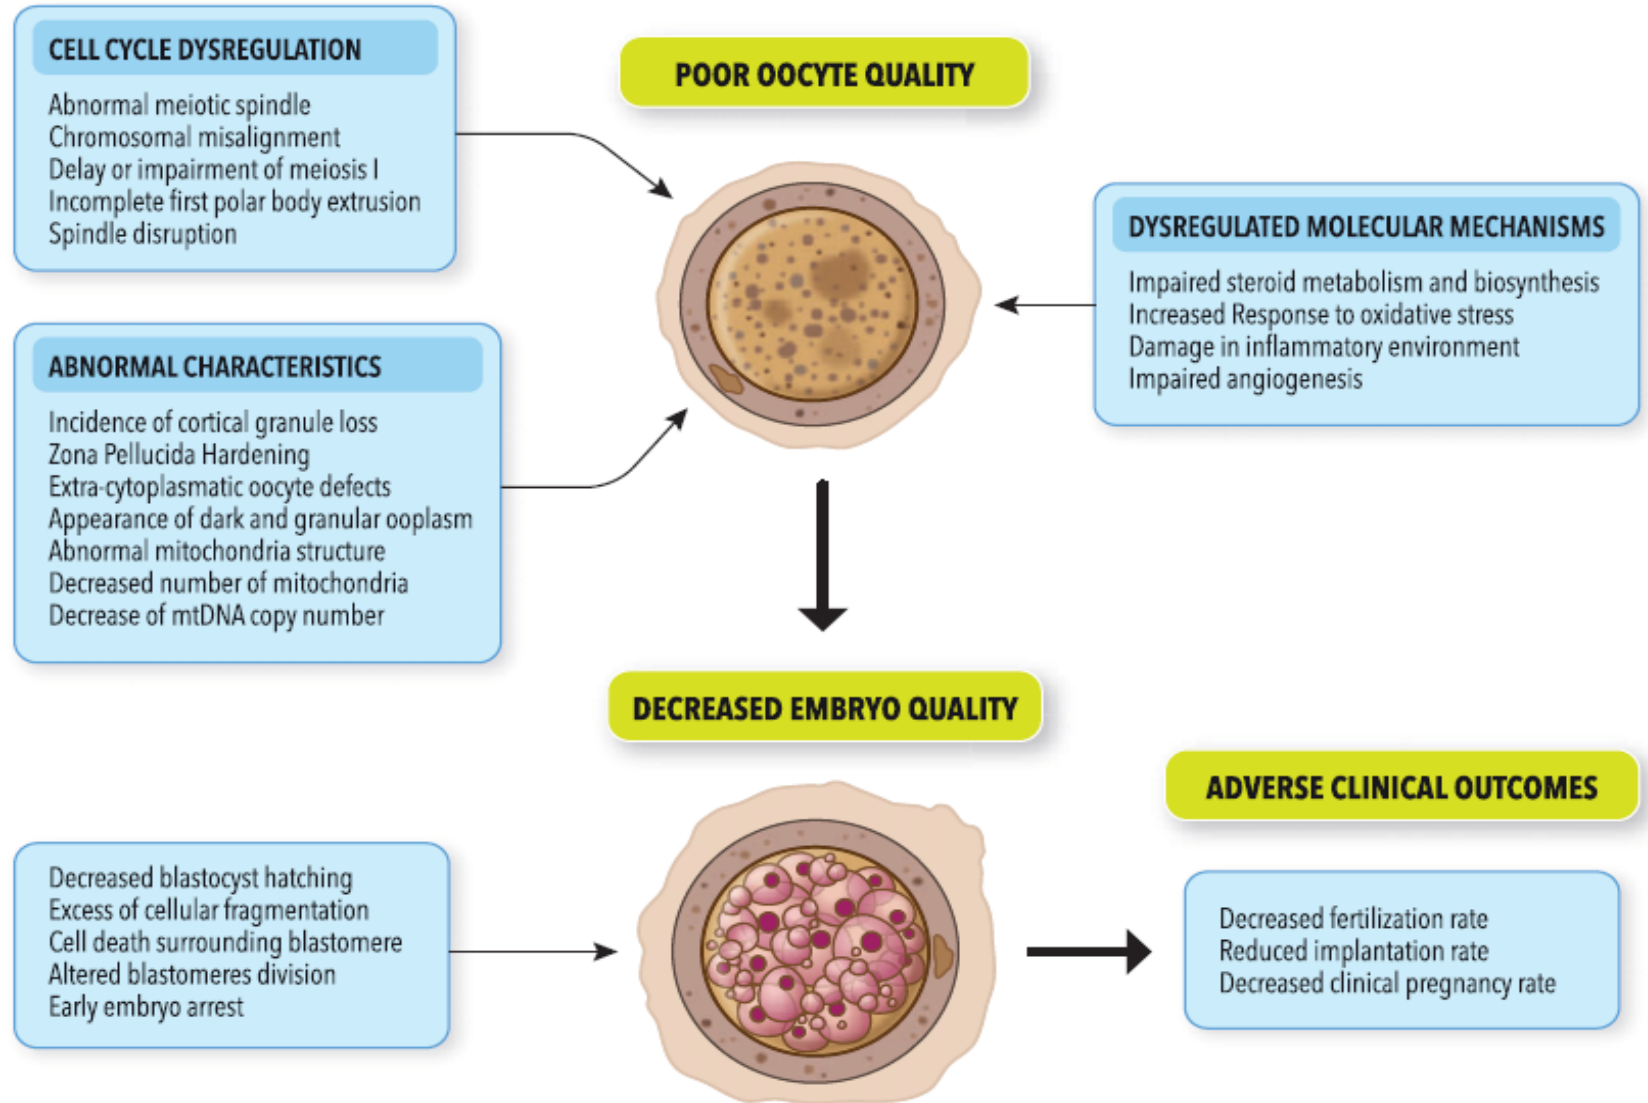 CELL CYCLE DYSREGULATION
Abnormal meiotic spindle
Chromosomal misalignment
Delay or impairment of meiosis I
Incomplete first polar body extrusion
Spindle disruption
POOR OOCYTE QUALITY
DYSREGULATED MOLECULAR MECHANISMS
Impaired steroid metabolism and biosynthesis
Increased Response to oxidative stress
Damage in inflammatory environment
Impaired angiogenesis
ABNORMAL CHARACTERISTICS
Incidence of cortical granule loss
Zona Pellucida Hardening
Extra-cytoplasmatic oocyte defects
Appearance of dark and granular ooplasm
Abnormal mitochondria structure
Decreased number of mitochondria
Decrease of mtDNA copy number
DECREASED EMBRYO QUALITY
Decreased blastocyst hatching
Excess of cellular fragmentation
Cell death surrounding blastomere
Altered blastomeres division
Early embryo arrest
ADVERSE CLINICAL OUTCOMES
Decreased fertilization rate
Reduced implantation rate
Decreased clinical pregnancy rate